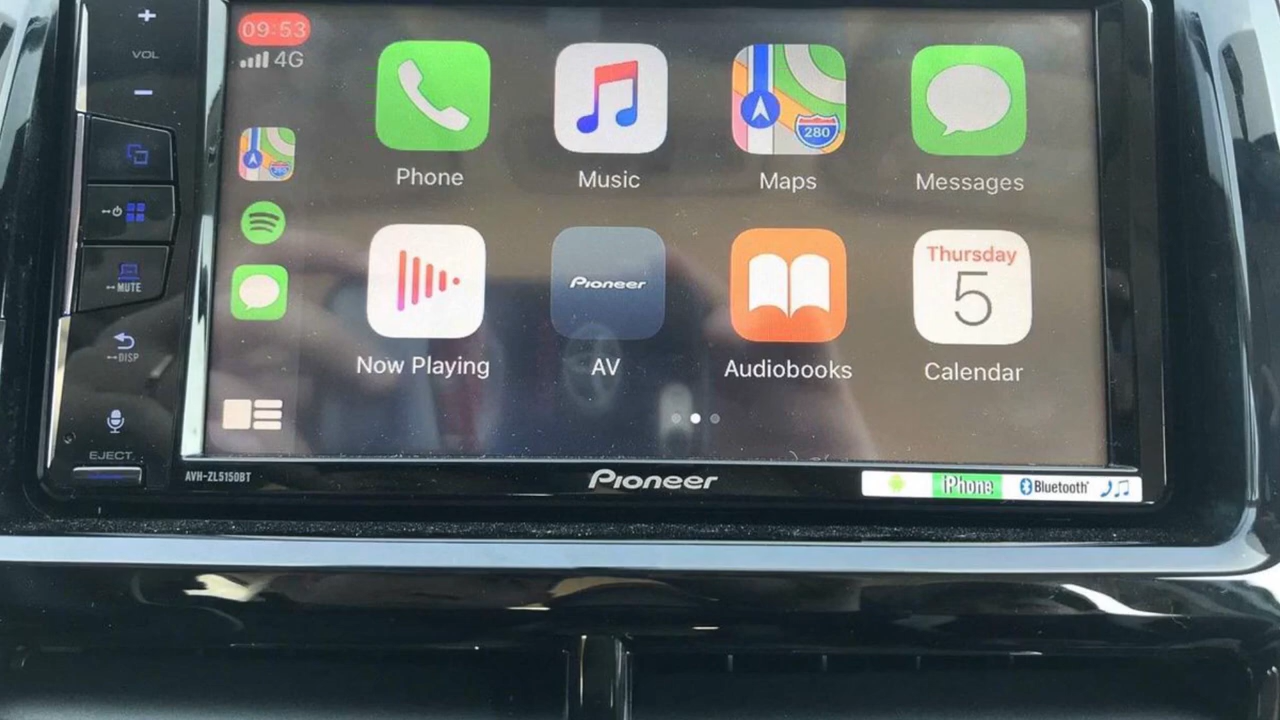 +
VOL
-
MUTE
DISP
EJECT
AVH-ZL5150BT
09:53
4G
Phone
Music
280
Maps
Messages
Now Playing
Pioneer
AV
Audiobooks
Thursday
5
Calendar
Pioneer
iPhone
Bluetooth